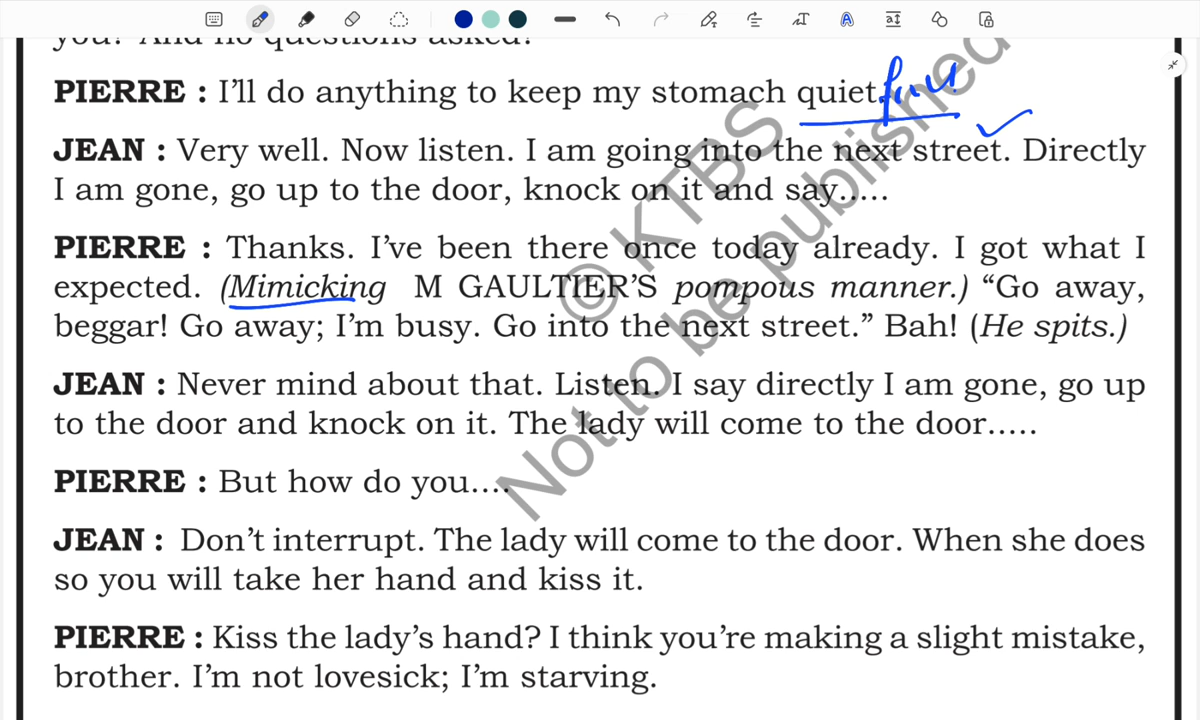 you? And no questions asked?
PIERRE : I'll do anything to keep my stomach quiet.
JEAN : Very well. Now listen. I am going into the next street. Directly
I am gone, go up to the door, knock on it and say.....
PIERRE : Thanks. I've been there once today already. I got what I
expected. (Mimicking M GAULTIER'S pompous manner.) “Go away,
beggar! Go away; I'm busy. Go into the next street.” Bah! (He spits.)
JEAN : Never mind about that. Listen. I say directly I am gone, go up
to the door and knock on it. The lady will come to the door.....
PIERRE : But how do you....
JEAN : Don't interrupt. The lady will come to the door. When she does
so you will take her hand and kiss it.
PIERRE : Kiss the lady's hand? I think you're making a slight mistake,
brother. I'm not lovesick; I'm starving.
© KTBS
Not to be published